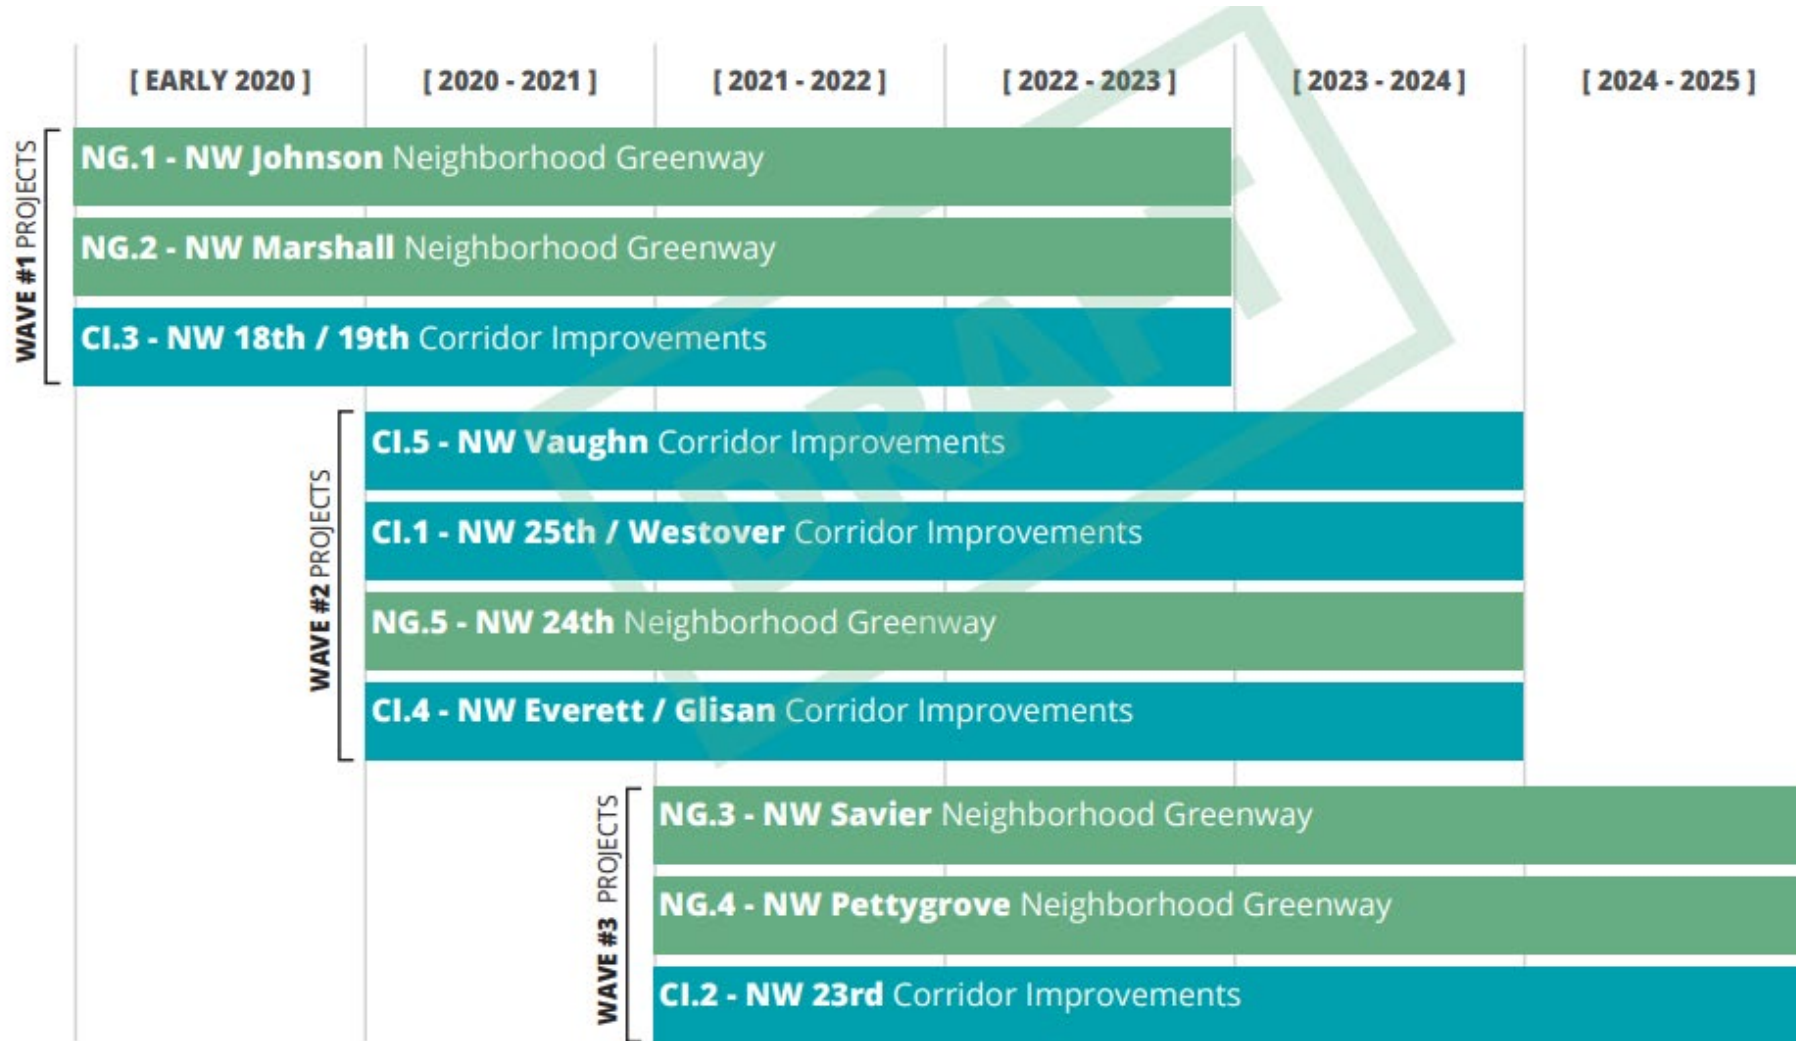 [ EARLY 2020 ]
[ 2020 - 2021 ]
[ 2021 - 2022 ]
[ 2022 - 2023 ]
[ 2023 - 2024 ]
[ 2024 - 2025 ]
WAVE #1 PROJECTS
NG.1 - NW Johnson Neighborhood Greenway
NG.2 - NW Marshall Neighborhood Greenway
CI.3 - NW 18th / 19th Corridor Improvements
WAVE #2 PROJECTS
CI.5 - NW Vaughn Corridor Improvements
CI.1 - NW 25th / Westover Corridor Improvements
NG.5 - NW 24th Neighborhood Greenway
CI.4 - NW Everett / Glisan Corridor Improvements
WAVE #3 PROJECTS
NG.3 - NW Savier Neighborhood Greenway
NG.4 - NW Pettygrove Neighborhood Greenway
CI.2 - NW 23rd Corridor Improvements
DRAFT